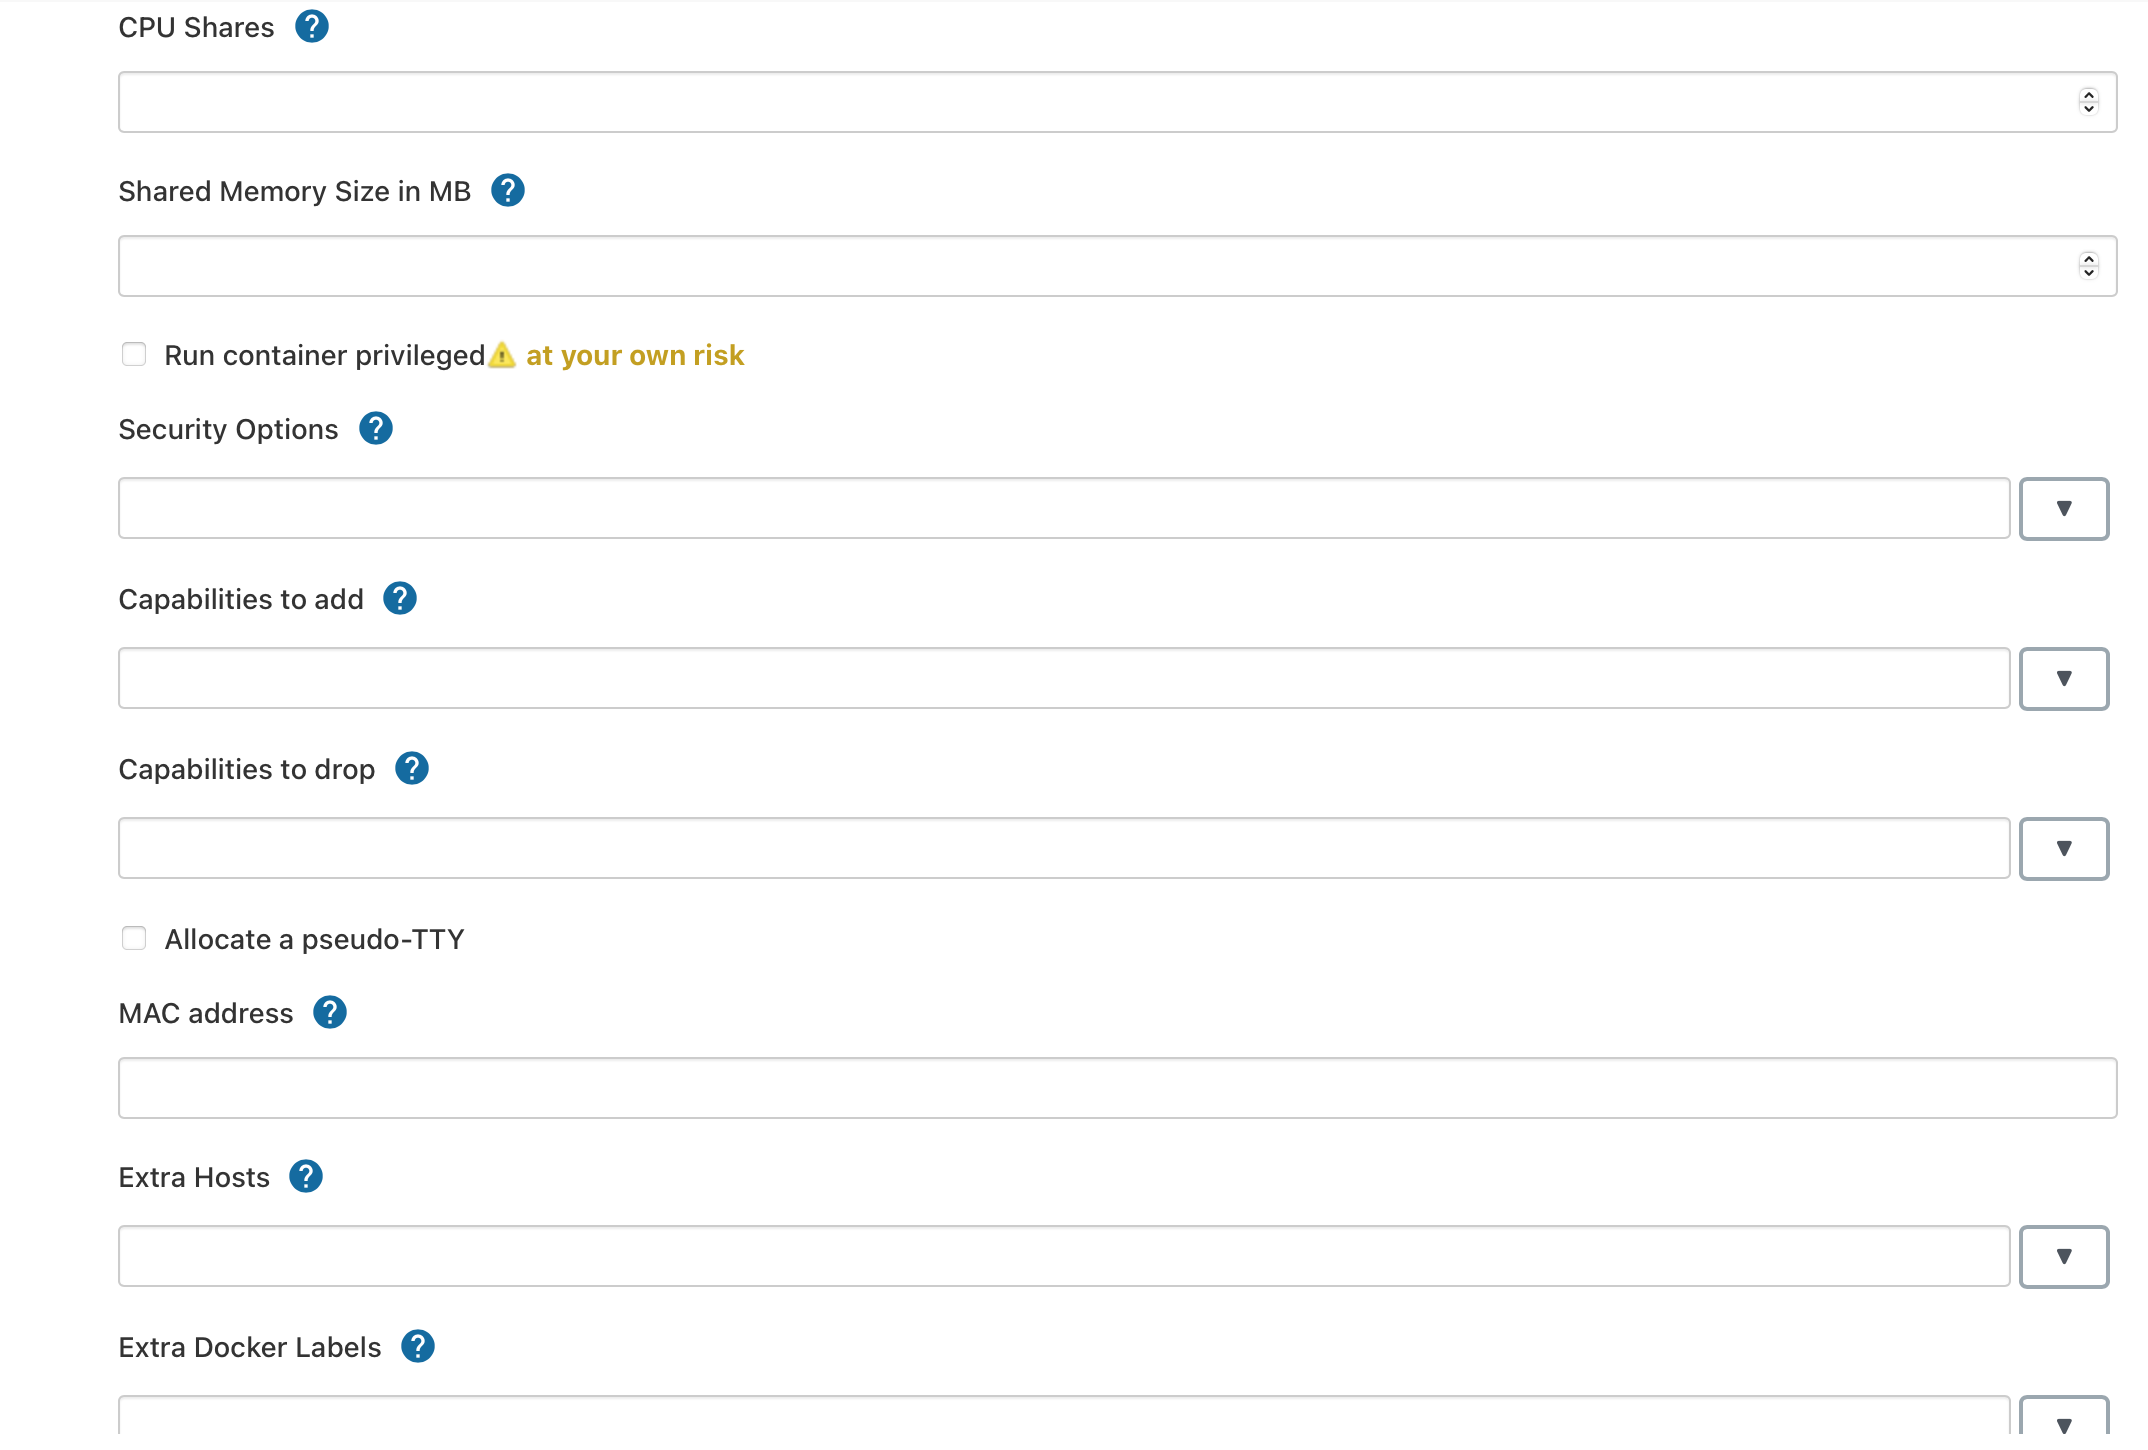 CPU Shares ?
Shared Memory Size in MB ?
Run container privileged⚠ at your own risk
Security Options ?
Capabilities to add ?
Capabilities to drop ?
Allocate a pseudo-TTY
MAC address ?
Extra Hosts ?
Extra Docker Labels ?